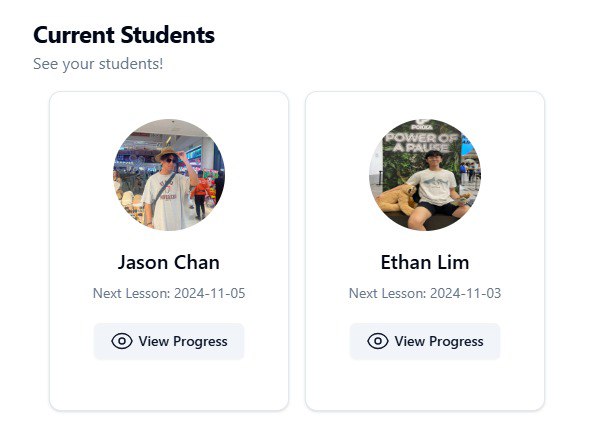 Current Students
See your students!
POKKA
POWER OF
A PAUSE
Jason Chan
Ethan Lim
Next Lesson: 2024-11-05
Next Lesson: 2024-11-03
View Progress
View Progress